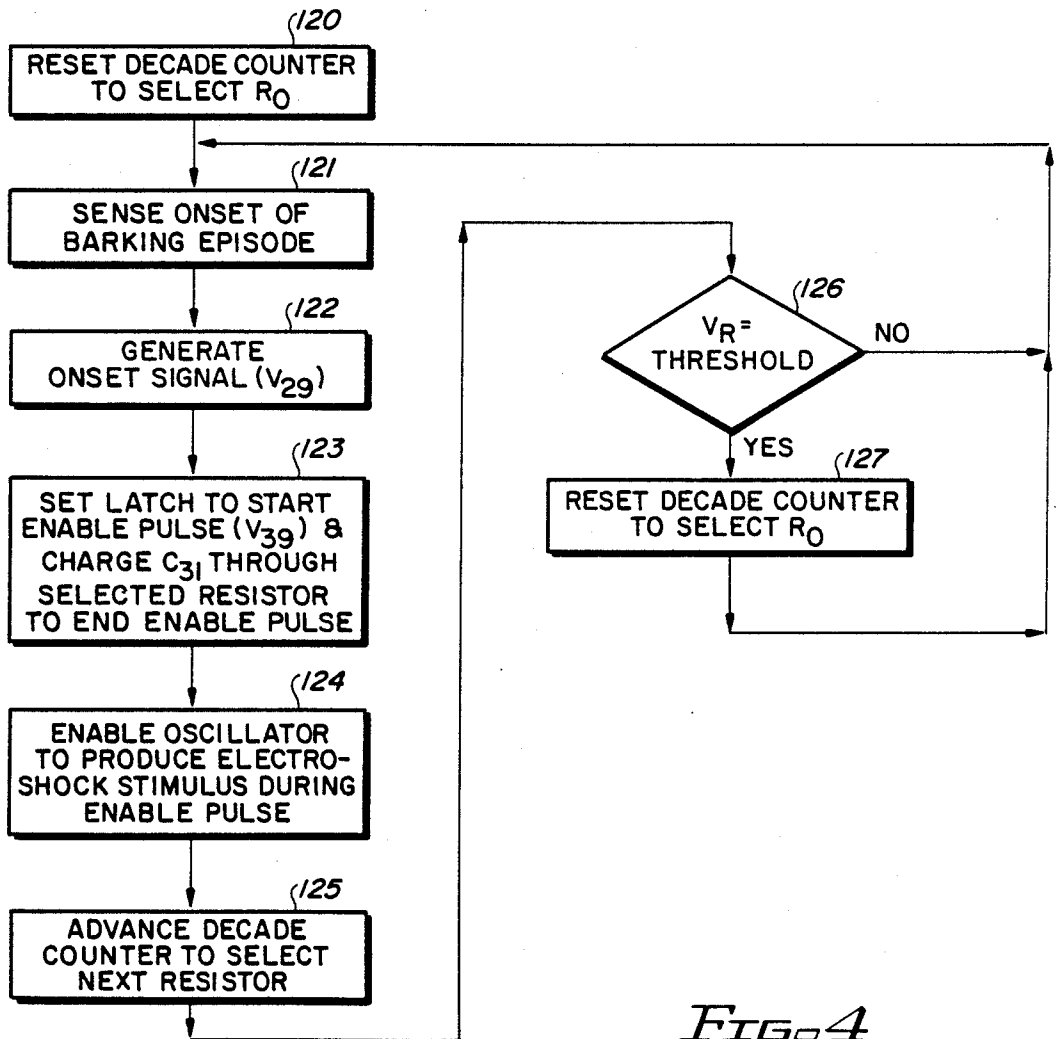 120
RESET DECADE COUNTER
TO SELECT R0
121
SENSE ONSET OF
BARKING EPISODE
122
GENERATE
ONSET SIGNAL (V29)
123
SET LATCH TO START
ENABLE PULSE (V39) &
CHARGE C31 THROUGH
SELECTED RESISTOR
TO END ENABLE PULSE
124
ENABLE OSCILLATOR
TO PRODUCE ELECTRO-
SHOCK STIMULUS DURING
ENABLE PULSE
125
ADVANCE DECADE
COUNTER TO SELECT
NEXT RESISTOR
126
VR=
THRESHOLD
NO
YES
127
RESET DECADE COUNTER
TO SELECT R0
FIG. 4